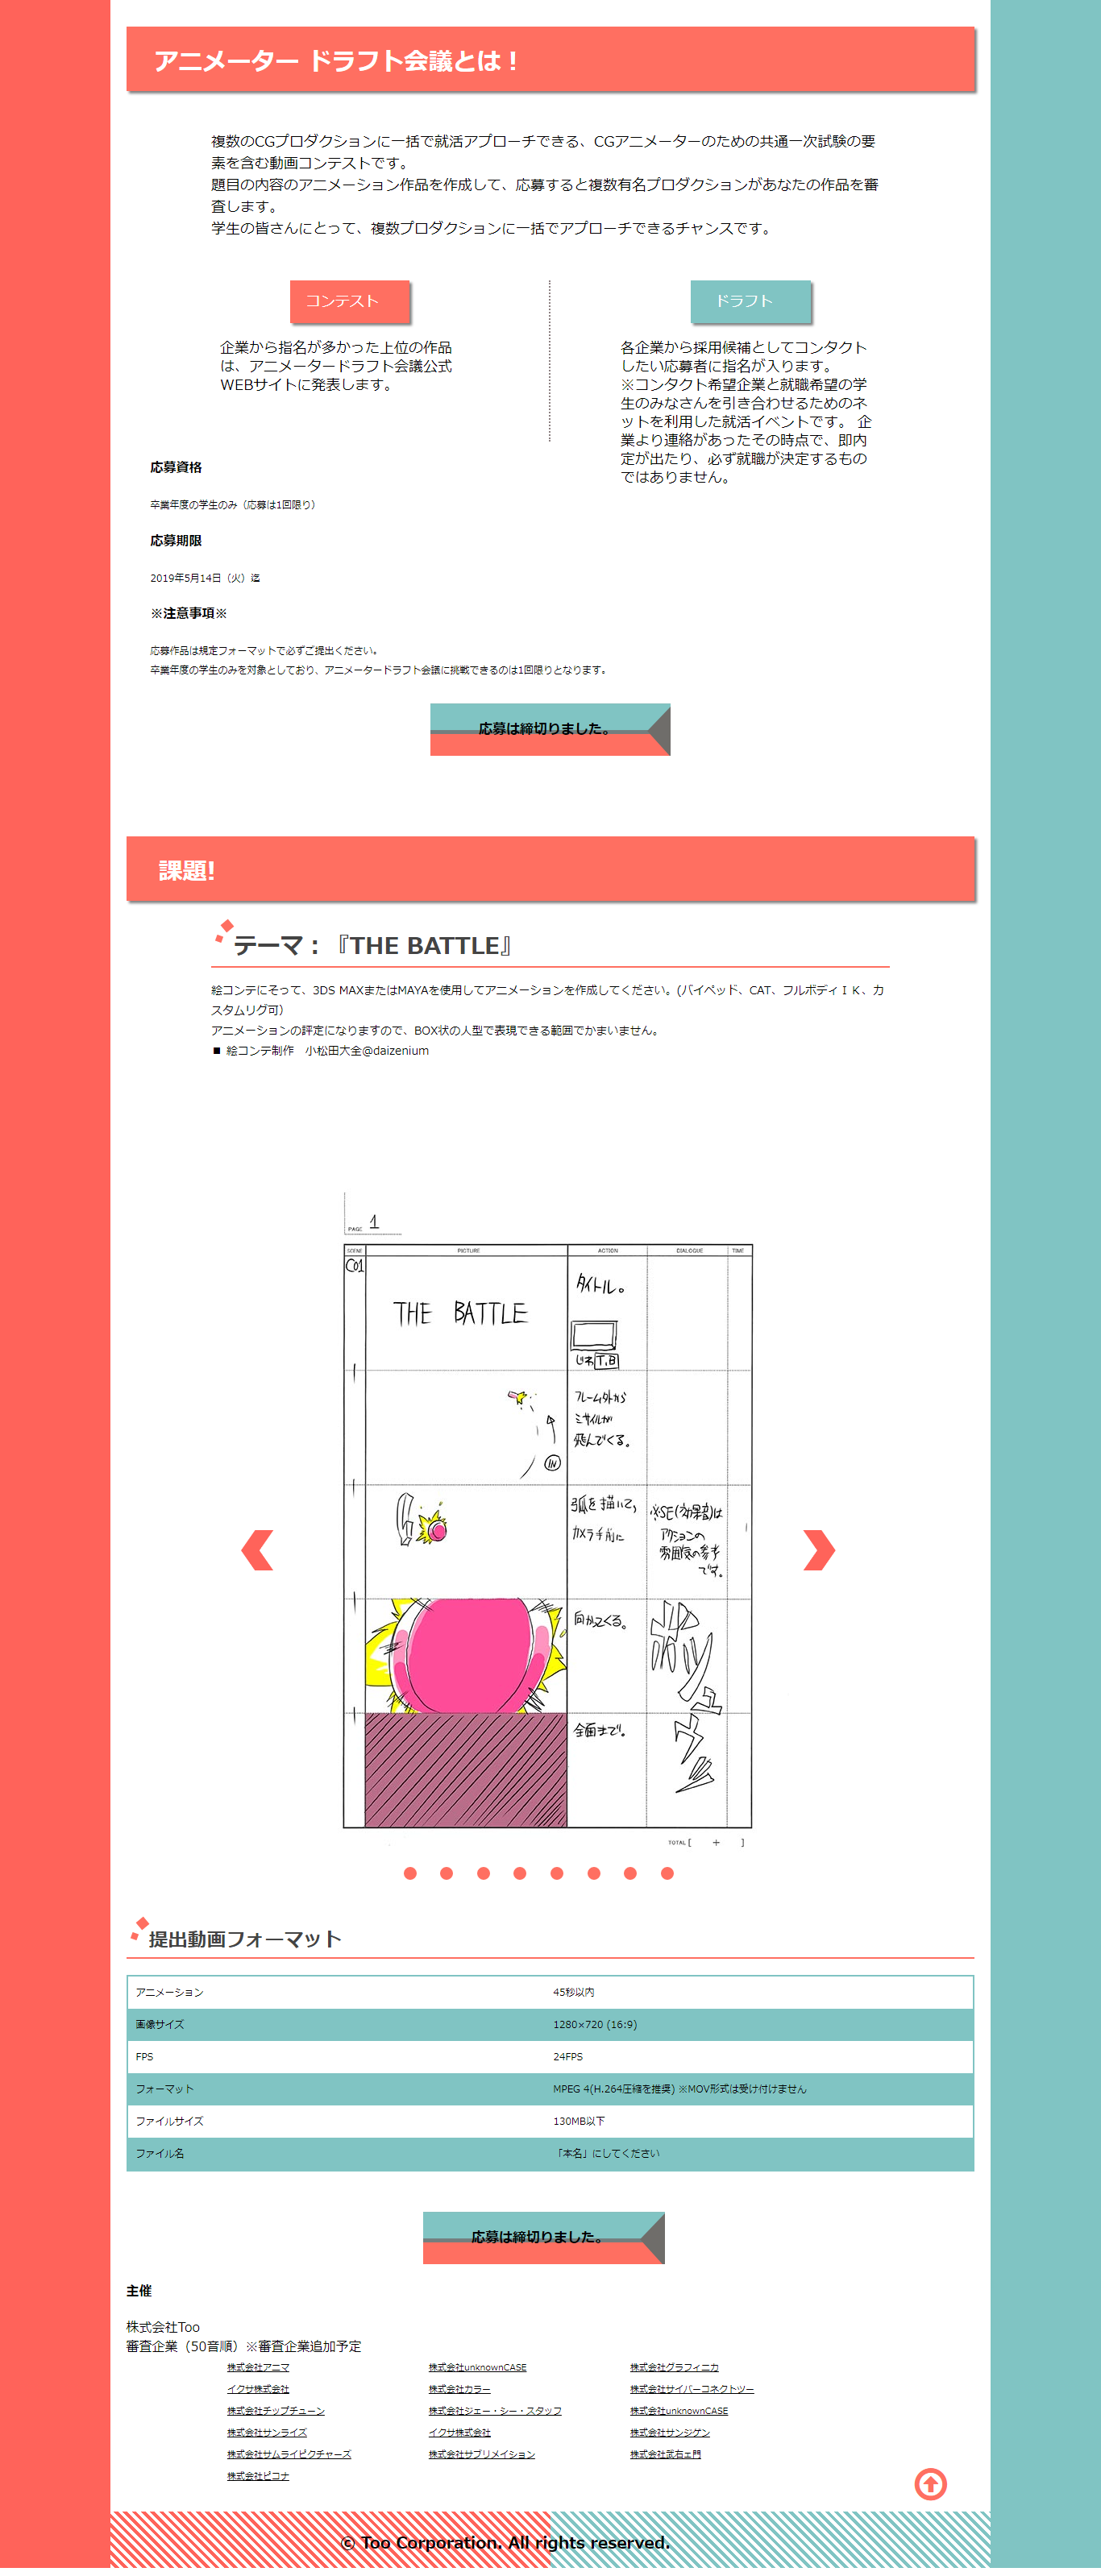 アニメーター ドラフト会議とは！
複数のCGプロダクションに一括で就活アプローチできる、CGアニメーターのための共通一次試験の要
素を含む動画コンテストです。
題目の内容のアニメーション作品を作成して、応募すると複数有名プロダクションがあなたの作品を審
査します。
学生の皆さんにとって、複数プロダクションに一括でアプローチできるチャンスです。
コンテスト
企業から指名が多かった上位の作品
は、アニメータードラフト会議公式
WEBサイトに発表します。
ドラフト
各企業から採用候補としてコンタクト
したい応募者に指名が入ります。
※コンタクト希望企業と就職希望の学
生のみなさんを引き合わせるためのネ
ットを利用した就活イベントです。 企
業より連絡があったその時点で、即内
定が出たり、必ず就職が決定するもの
ではありません。
応募資格
卒業年度の学生のみ（応募は1回限り）
応募期限
2019年5月14日（火）迄
※注意事項※
応募作品は規定フォーマットで必ずご提出ください。
卒業年度の学生のみを対象としており、アニメータードラフト会議に挑戦できるのは1回限りとなります。
応募は締切りました。
課題!
テーマ：『THE BATTLE』
絵コンテにそって、3DS MAXまたはMAYAを使用してアニメーションを作成してください。(バイペッド、CAT、フルボディＩＫ、カ
スタムリグ可)
アニメーションの評定になりますので、BOX状の人型で表現できる範囲でかまいません。
■ 絵コンテ制作　小松田大全@daizenium
PAGE 1
SCENE PICTURE ACTION DIALOGUE TIME
C01
THE BATTLE
タイトル。
じわT.B
フレーム外から
ミサイルが
飛んでくる。
IN
弧を描いて、
カメラ手前に
※SE(効果音)は
アクションの
雰囲気の参考
です。
向かってくる。
全面まで。
TOTAL [ + ]
提出動画フォーマット
アニメーション 45秒以内
画像サイズ 1280×720 (16:9)
FPS 24FPS
フォーマット MPEG 4(H.264圧縮を推奨) ※MOV形式は受け付けません
ファイルサイズ 130MB以下
ファイル名 「本名」にしてください
応募は締切りました。
主催
株式会社Too
審査企業（50音順）※審査企業追加予定
株式会社アニマ 株式会社unknownCASE 株式会社グラフィニカ
イクサ株式会社 株式会社カラー 株式会社サイバーコネクトツー
株式会社チップチューン 株式会社ジェー・シー・スタッフ 株式会社unknownCASE
株式会社サンライズ イクサ株式会社 株式会社サンジゲン
株式会社サムライピクチャーズ 株式会社サブリメイション 株式会社武右エ門
株式会社ピコナ
© Too Corporation. All rights reserved.